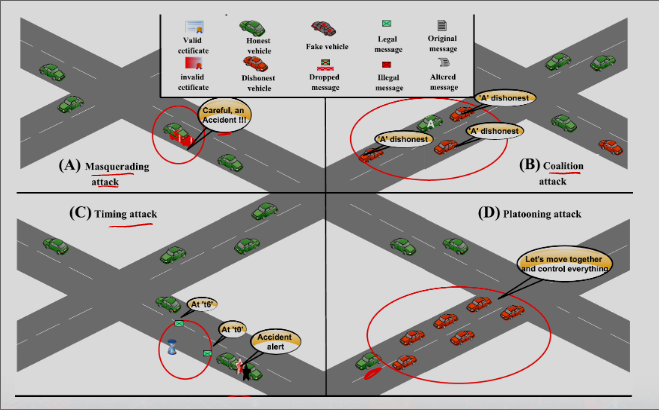 Valid
cctificate
Honest
vehicle
Fake vehicle
Legal
message
Original
message
invalid
cctificate
Dishonest
vehicle
Dropped
message
Illegal
message
Altered
message
Careful, an
Accident !!!
(A) Masquerading
attack
'A' dishonest
A
'A' dishonest
'A' dishonest
(B) Coalition
attack
(C) Timing attack
At 't6'
At 't0'
Accident
alert
(D) Platooning attack
Let's move together
and control everything